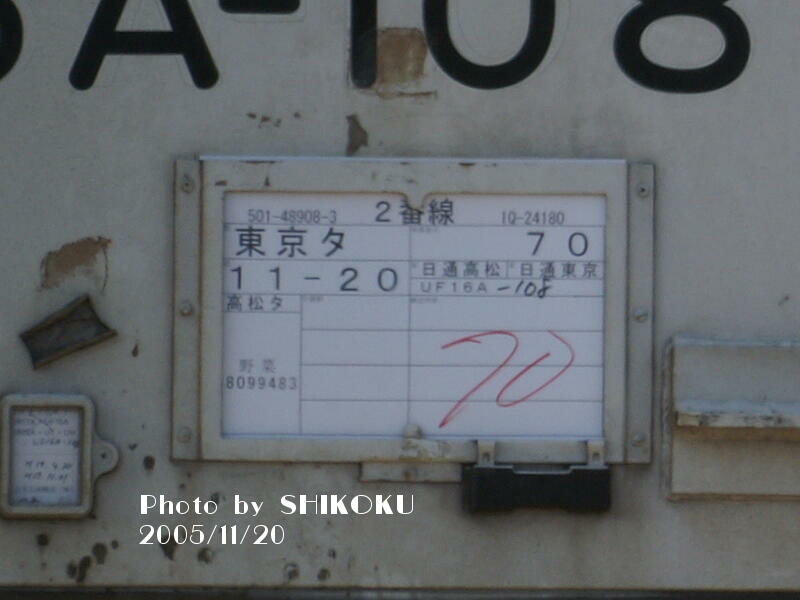 A-108
501-48908-3 2番線 IQ-24180
東京タ 70
11-20 日通高松 日通東京
UF16A-108
高松タ
70
野菜
8099483
Photo by SHIKOKU
2005/11/20